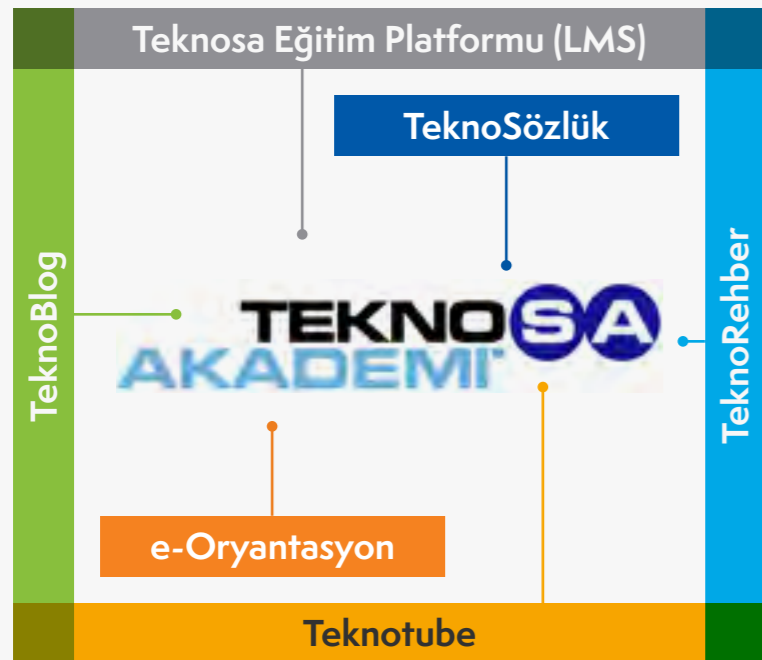 Teknosa Eğitim Platformu (LMS)
TeknoSözlük
TeknoBlog
TEKNOSA
AKADEMİ
TeknoRehber
e-Oryantasyon
Teknotube